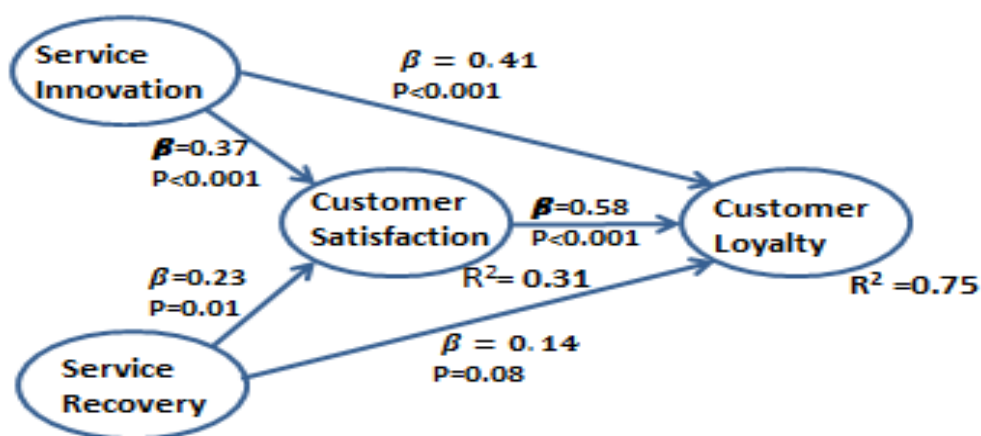 Service
Innovation
β = 0.41
P<0.001
β=0.37
P<0.001
Customer
Satisfaction
β=0.58
P<0.001
Customer
Loyalty
R²= 0.31
R² =0.75
β=0.23
P=0.01
β = 0.14
P=0.08
Service
Recovery